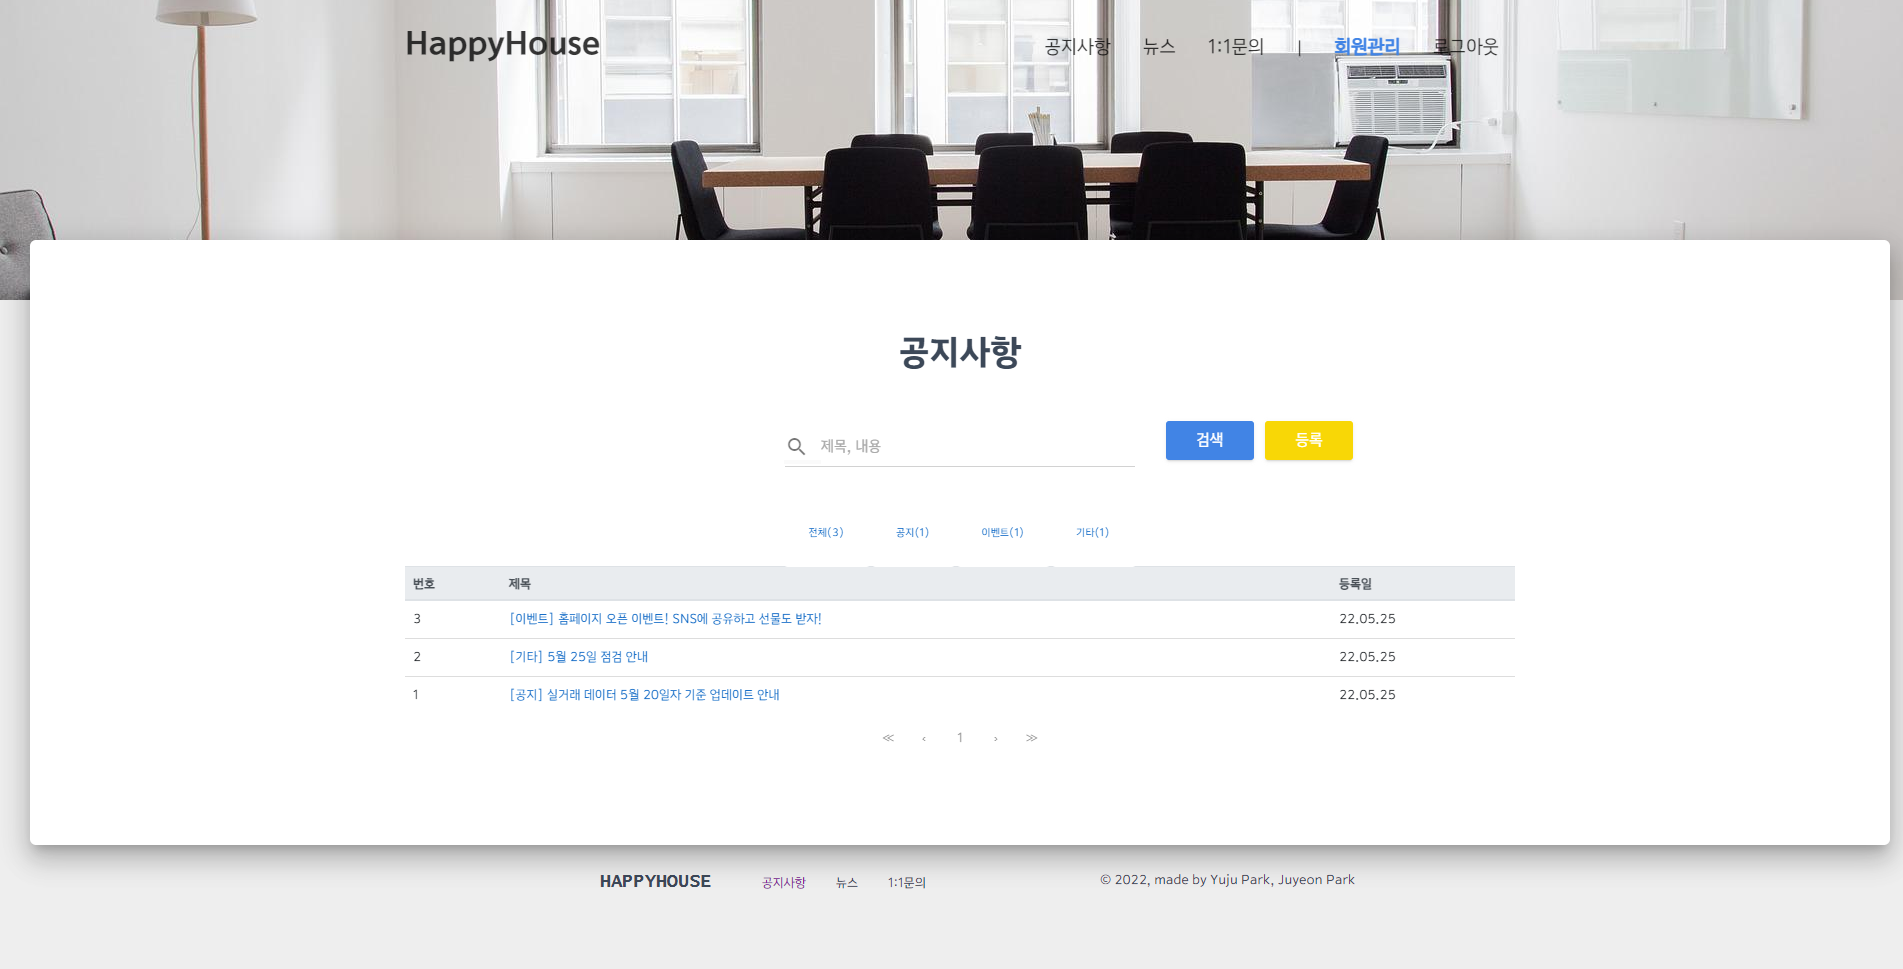 HappyHouse 공지사항 뉴스 1:1문의 | 회원관리 로그아웃
공지사항
제목, 내용 검색 등록
전체(3) 공지(1) 이벤트(1) 기타(1)
번호 제목 등록일
3 [이벤트] 홈페이지 오픈 이벤트! SNS에 공유하고 선물도 받자! 22.05.25
2 [기타] 5월 25일 점검 안내 22.05.25
1 [공지] 실거래 데이터 5월 20일자 기준 업데이트 안내 22.05.25
≪ ‹ 1 › ≫
HAPPYHOUSE 공지사항 뉴스 1:1문의 © 2022, made by Yuju Park, Juyeon Park